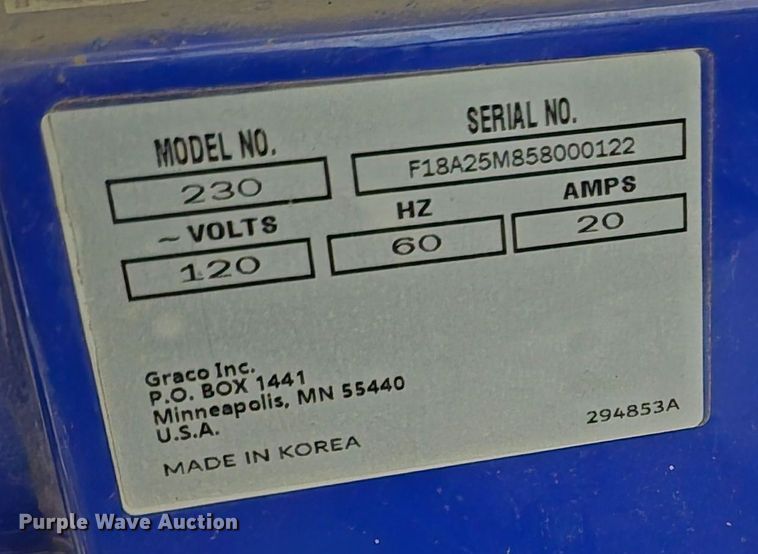 MODEL NO. SERIAL NO.
230 F18A25M858000122
~ VOLTS HZ AMPS
120 60 20
Graco Inc.
P.O. BOX 1441
Minneapolis, MN 55440
U.S.A.
MADE IN KOREA 294853A
Purple Wave Auction